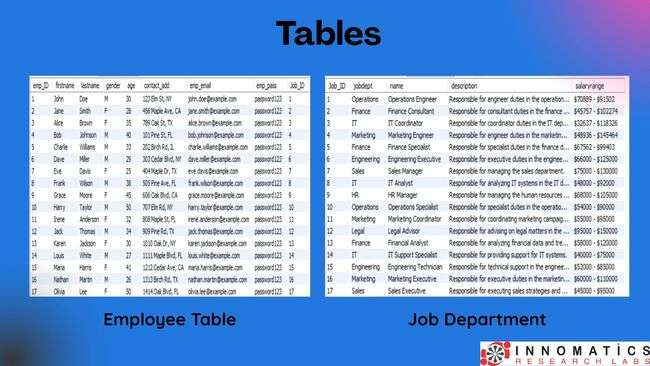 Tables
emp_ID firstname lastname gender age contact_add emp_email emp_pass Job_ID
1 John Doe M 30 123 Elm St, NY john.doe@example.com password123 1
2 Jane Smith F 28 456 Maple Ave, CA jane.smith@example.com password123 2
3 Alice Brown F 35 789 Oak St, TX alice.brown@example.com password123 3
4 Bob Johnson M 40 101 Pine St, FL bob.johnson@example.com password123 4
5 Charlie Williams M 33 202 Birch Rd, IL charlie.williams@example.com password123 5
6 Dave Miller M 29 303 Cedar Blvd, NV dave.miller@example.com password123 6
7 Eve Davis F 404 Maple Dr, TX eve.davis@example.com password123 7
8 Frank Wilson M 38 505 Pine Ave, FL frank.wilson@example.com password123 8
9 Grace Moore F 45 606 Oak Blvd, CA grace.moore@example.com password123 9
10 Harry Taylor M 50 707 Elm Rd, NY harry.taylor@example.com password123 10
11 Irene Anderson F 32 808 Maple St, FL irene.anderson@example.com password123 11
12 Jack Thomas M 34 909 Pine Rd, TX jack.thomas@example.com password123 12
13 Karen Jackson F 30 1010 Oak Dr, NY karen.jackson@example.com password123 13
14 Louis White M 27 1111 Maple Blvd, FL louis.white@example.com password123 14
15 Maria Harris F 41 1212 Cedar Ave, CA maria.harris@example.com password123 15
16 Nathan Martin M 26 1313 Birch Rd, TX nathan.martin@example.com password123 16
17 Olivia Lee F 50 1414 Oak Blvd, FL olivia.lee@example.com password123 17
Employee Table
Job_ID jobdept name description salaryrange
1 Operations Operations Engineer Responsible for engineer duties in the operation... $70889 - $91502
2 Finance Finance Consultant Responsible for consultant duties in the finance ... $45757 - $102274
3 IT IT Coordinator Responsible for coordinator duties in the IT dep... $32637 - $118326
4 Marketing Marketing Engineer Responsible for engineer duties in the marketin... $48936 - $145464
5 Finance Finance Specialist Responsible for specialist duties in the finance d... $67562 - $99403
6 Engineering Engineering Executive Responsible for executive duties in the enginee... $66000 - $125000
7 Sales Sales Manager Responsible for managing the sales department. $75000 - $130000
8 IT IT Analyst Responsible for analyzing IT systems in the IT d... $48000 - $92000
9 HR HR Manager Responsible for managing the human resources ... $68000 - $105000
10 Operations Operations Specialist Responsible for specialist duties in the operatio... $54000 - $90000
11 Marketing Marketing Coordinator Responsible for coordinating marketing campaig... $55000 - $95000
12 Legal Legal Advisor Responsible for advising on legal matters in the ... $95000 - $150000
13 Finance Financial Analyst Responsible for analyzing financial data and tre... $58000 - $120000
14 IT IT Support Specialist Responsible for providing support for IT systems. $40000 - $75000
15 Engineering Engineering Technician Responsible for technical support in the enginee... $52000 - $85000
16 Marketing Marketing Executive Responsible for executive duties in the marketin... $60000 - $110000
17 Sales Sales Executive Responsible for executing sales strategies and ... $45000 - $95000
Job Department
INNOMATICS
RESEARCH LABS